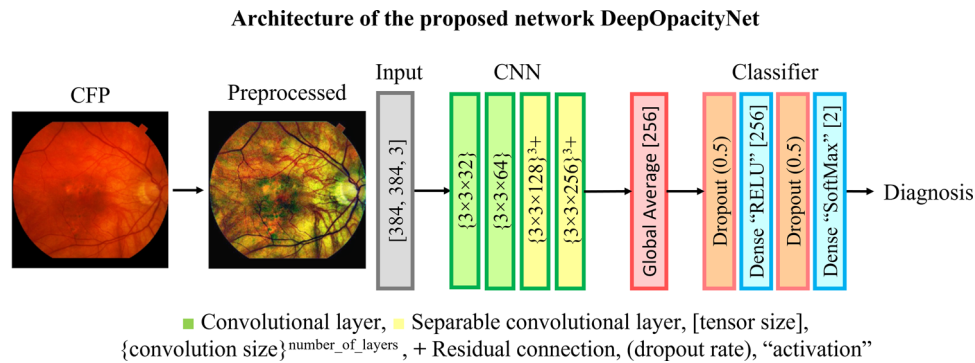 Architecture of the proposed network DeepOpacityNet
CFP
Preprocessed
Input
CNN
Classifier
[384, 384, 3]
{3×3×32}
{3×3×64}
{3×3×128}³+
{3×3×256}³+
Global Average [256]
Dropout (0.5)
Dense “RELU” [256]
Dropout (0.5)
Dense “SoftMax” [2]
Diagnosis
Convolutional layer, Separable convolutional layer, [tensor size],
{convolution size}^number_of_layers, + Residual connection, (dropout rate), “activation”